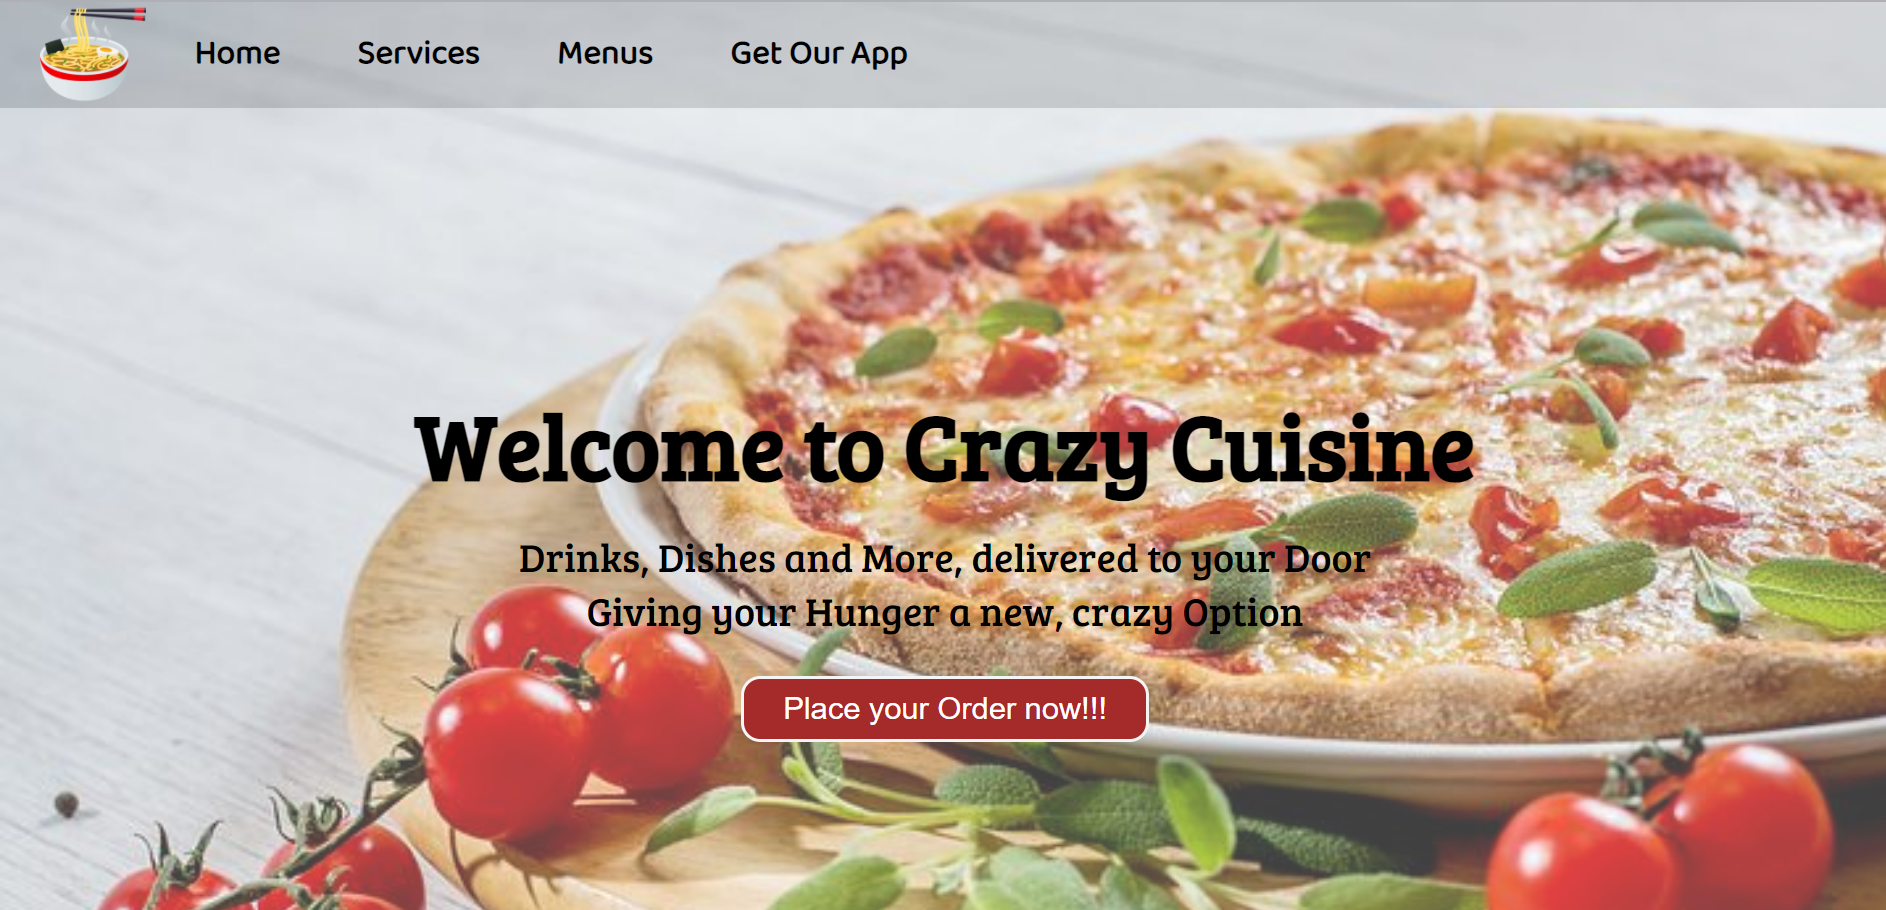 Home Services Menus Get Our App
Welcome to Crazy Cuisine
Drinks, Dishes and More, delivered to your Door
Giving your Hunger a new, crazy Option
Place your Order now!!!